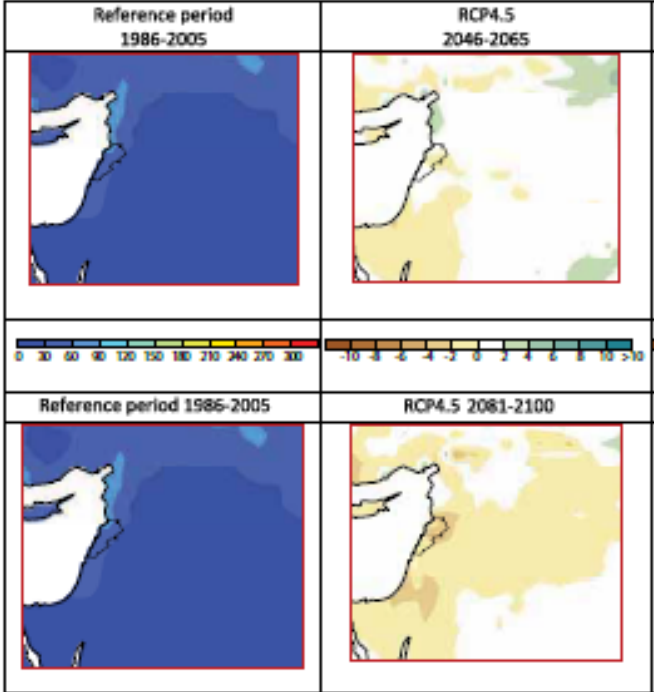 Reference period
1986-2005
RCP4.5
2046-2065
0 30 60 90 120 150 180 210 240 270 300
-10 -8 -6 -4 -2 0 2 4 6 8 10 >10
Reference period 1986-2005
RCP4.5 2081-2100